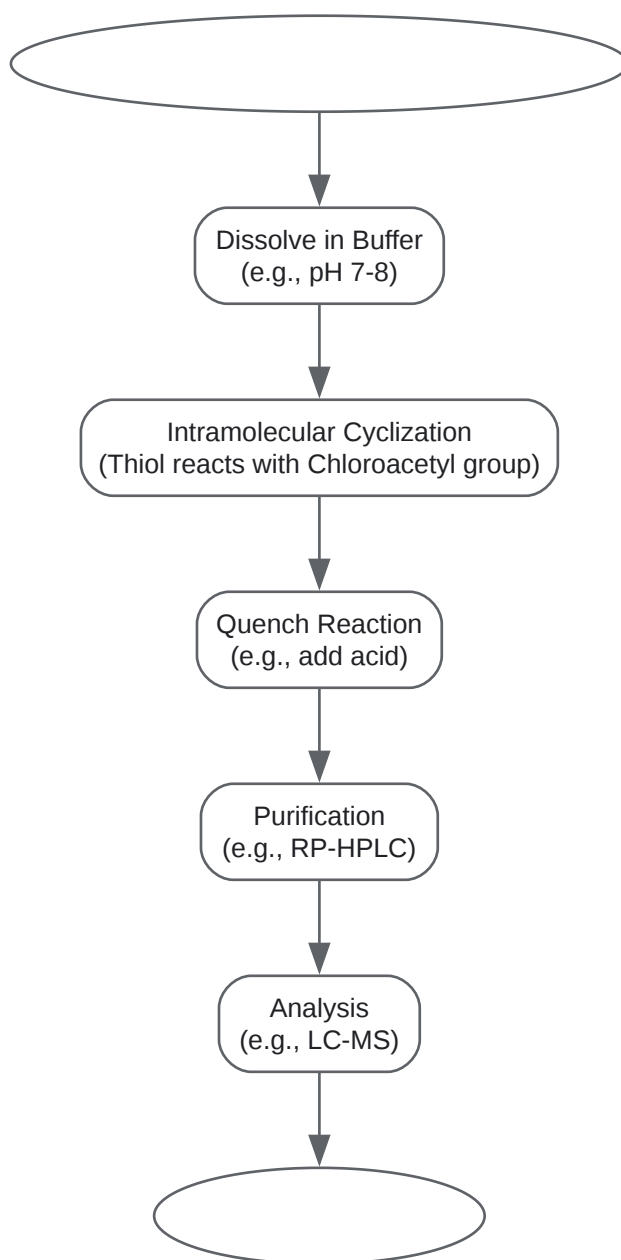 Dissolve in Buffer
(e.g., pH 7-8)
Intramolecular Cyclization
(Thiol reacts with Chloroacetyl group)
Quench Reaction
(e.g., add acid)
Purification
(e.g., RP-HPLC)
Analysis
(e.g., LC-MS)